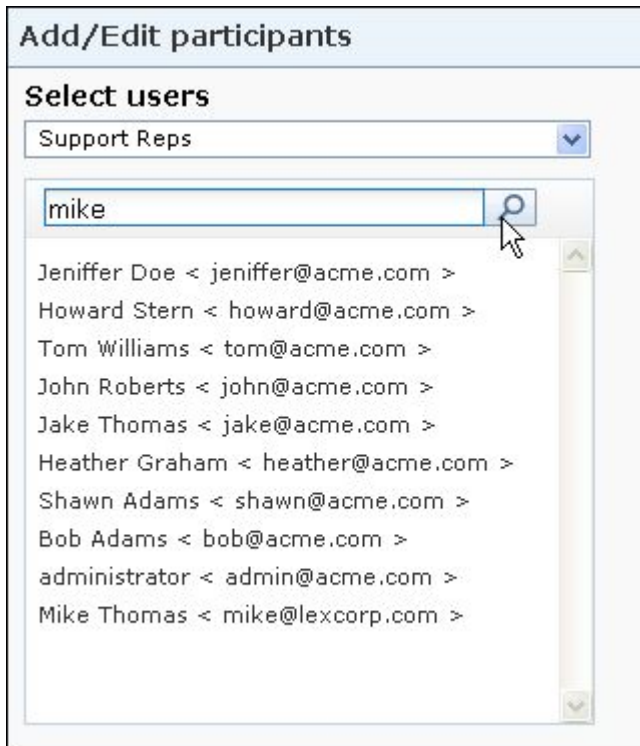 Add/Edit participants
Select users
Support Reps
mike
Jeniffer Doe < jeniffer@acme.com >
Howard Stern < howard@acme.com >
Tom Williams < tom@acme.com >
John Roberts < john@acme.com >
Jake Thomas < jake@acme.com >
Heather Graham < heather@acme.com >
Shawn Adams < shawn@acme.com >
Bob Adams < bob@acme.com >
administrator < admin@acme.com >
Mike Thomas < mike@lexcorp.com >